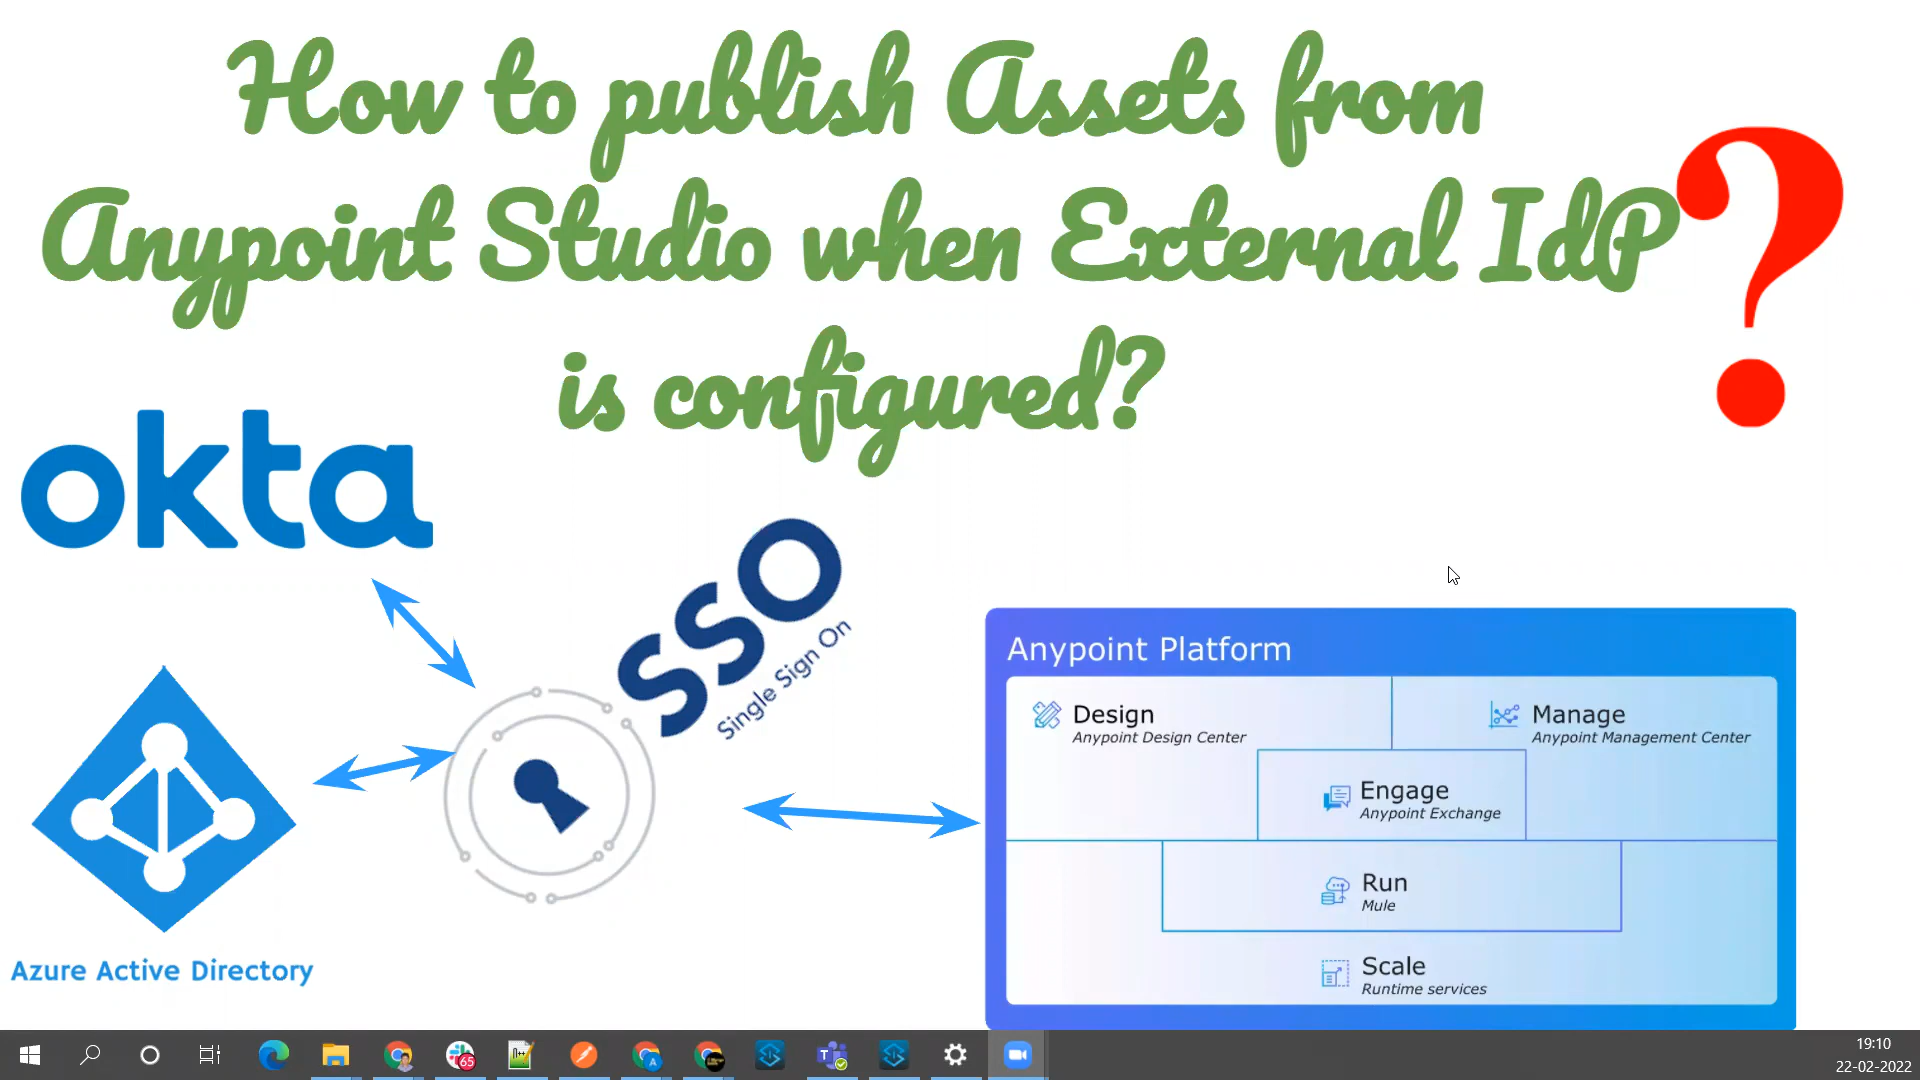 How to publish Assets from
Anypoint Studio when External IdP
is configured?
?
okta
SSO
Single Sign On
Azure Active Directory
Anypoint Platform
Design
Anypoint Design Center
Manage
Anypoint Management Center
Engage
Anypoint Exchange
Run
Mule
Scale
Runtime services
65
19:10
22-02-2022